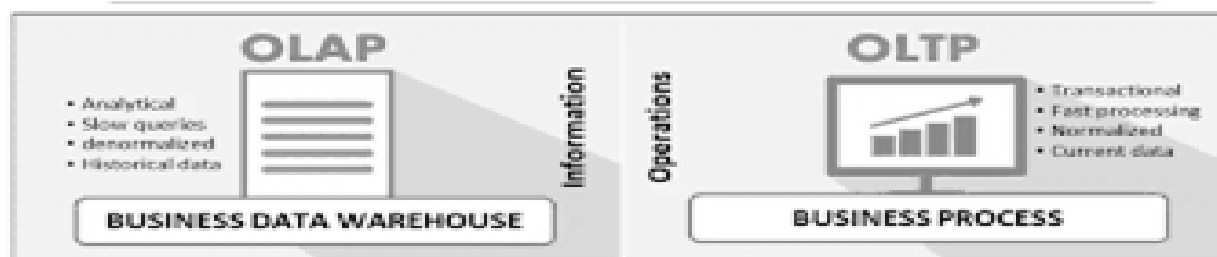 OLAP
• Analytical
• Slow queries
• denormalized
• Historical data
Information
BUSINESS DATA WAREHOUSE
OLTP
Operations
• Transactional
• Fast processing
• Normalized
• Current data
BUSINESS PROCESS